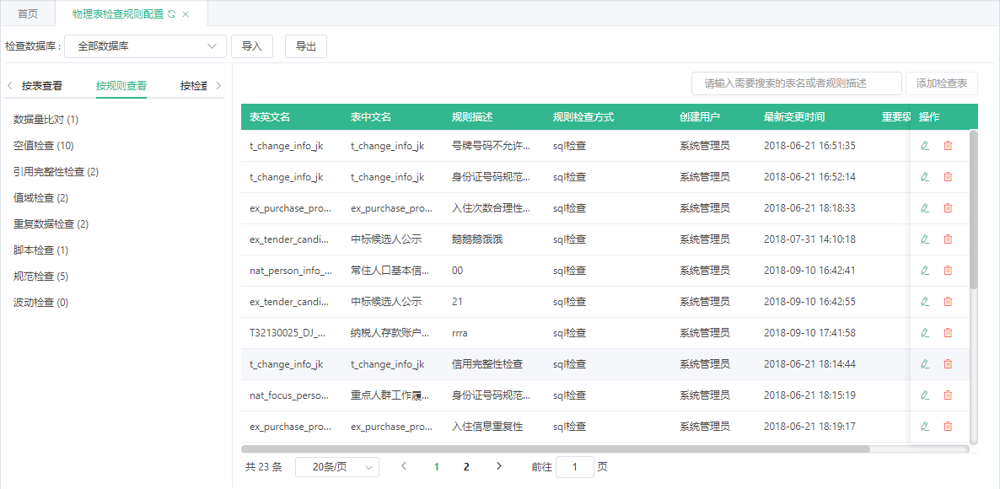 首页 物理表检查规则配置
检查数据库： 全部数据库 导入 导出
按表查看 按规则查看 按检查
请输入需要搜索的表名或者规则描述 添加检查表
数据量比对 (1)
空值检查 (10)
引用完整性检查 (2)
值域检查 (2)
重复数据检查 (2)
脚本检查 (1)
规范检查 (5)
波动检查 (0)
表英文名 表中文名 规则描述 规则检查方式 创建用户 最新变更时间 重要级 操作
t_change_info_jk t_change_info_jk 号牌号码不允许... sql检查 系统管理员 2018-06-21 16:51:35
t_change_info_jk t_change_info_jk 身份证号码规范... sql检查 系统管理员 2018-06-21 16:52:14
ex_purchase_pro... ex_purchase_pro... 入住次数合理性... sql检查 系统管理员 2018-06-21 18:18:33
ex_tender_candi... 中标候选人公示 鹅鹅鹅饿饿 sql检查 系统管理员 2018-07-31 14:10:18
nat_person_info_... 常住人口基本信... 00 sql检查 系统管理员 2018-09-10 16:42:41
ex_tender_candi... 中标候选人公示 21 sql检查 系统管理员 2018-09-10 16:42:55
T32130025_DJ_... 纳税人存款账户... rrra sql检查 系统管理员 2018-09-10 17:41:58
t_change_info_jk t_change_info_jk 信用完整性检查 sql检查 系统管理员 2018-06-21 18:14:44
nat_focus_perso... 重点人群工作履... 身份证号码规范... sql检查 系统管理员 2018-06-21 18:15:19
ex_purchase_pro... ex_purchase_pro... 入住信息重复性 sql检查 系统管理员 2018-06-21 18:19:17
共 23 条 20条/页 1 2 前往 1 页